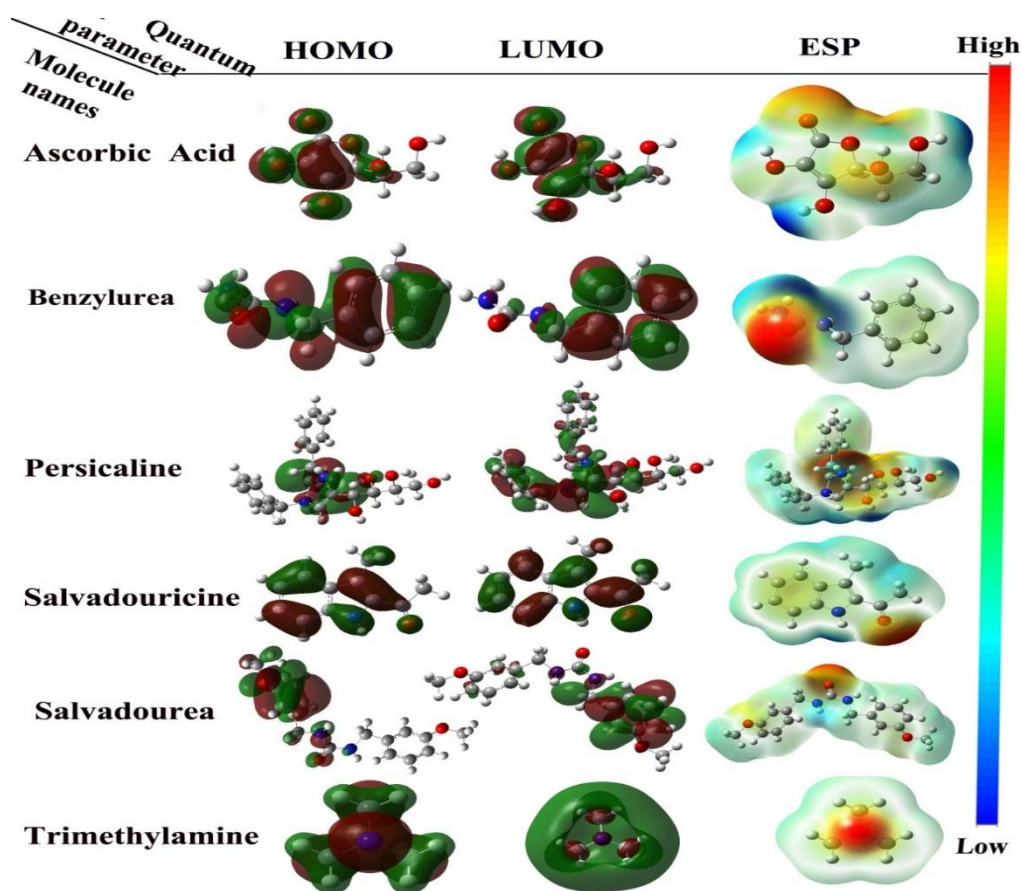 Quantum
parameter
HOMO
LUMO
ESP
High
Molecule
names
Ascorbic Acid
Benzylurea
Persicaline
Salvadouricine
Salvadourea
Trimethylamine
Low